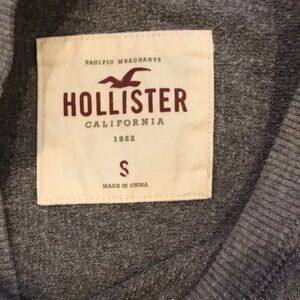 PACIFIC MERCHANTS
HOLLISTER
CALIFORNIA
1922
S
MADE IN CHINA